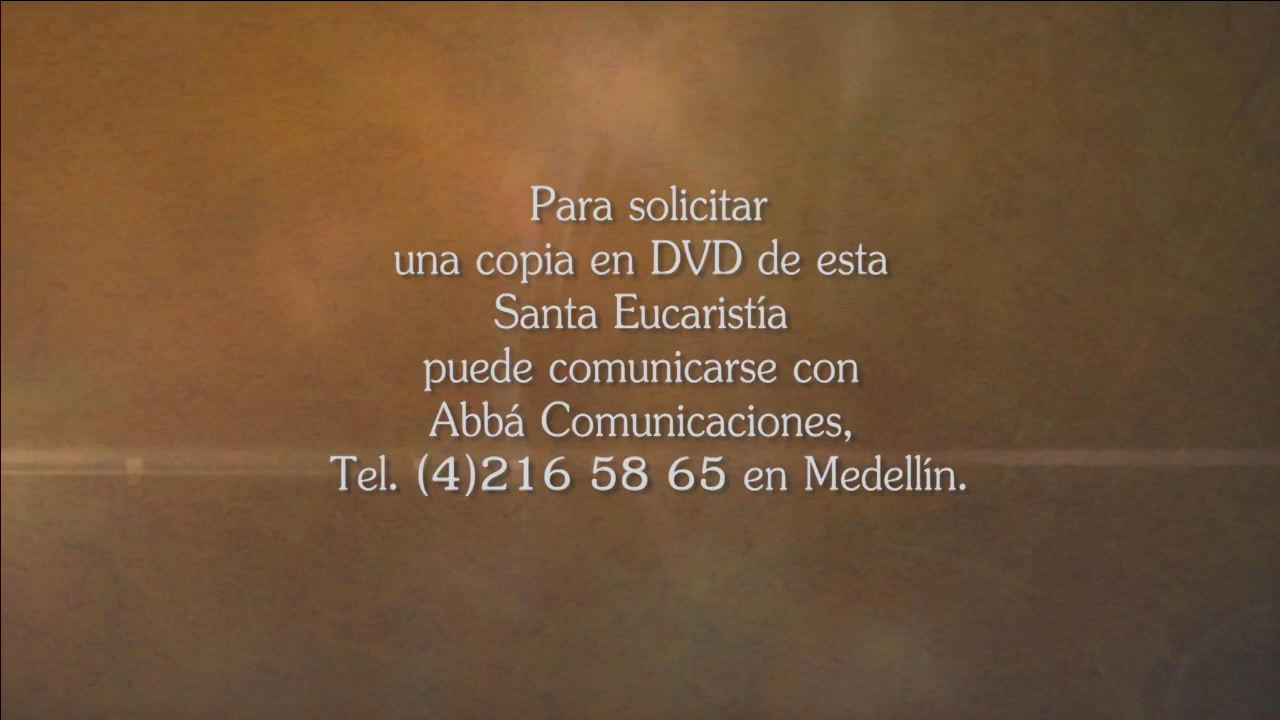 Para solicitar
una copia en DVD de esta
Santa Eucaristía
puede comunicarse con
Abbá Comunicaciones,
Tel. (4)216 58 65 en Medellín.